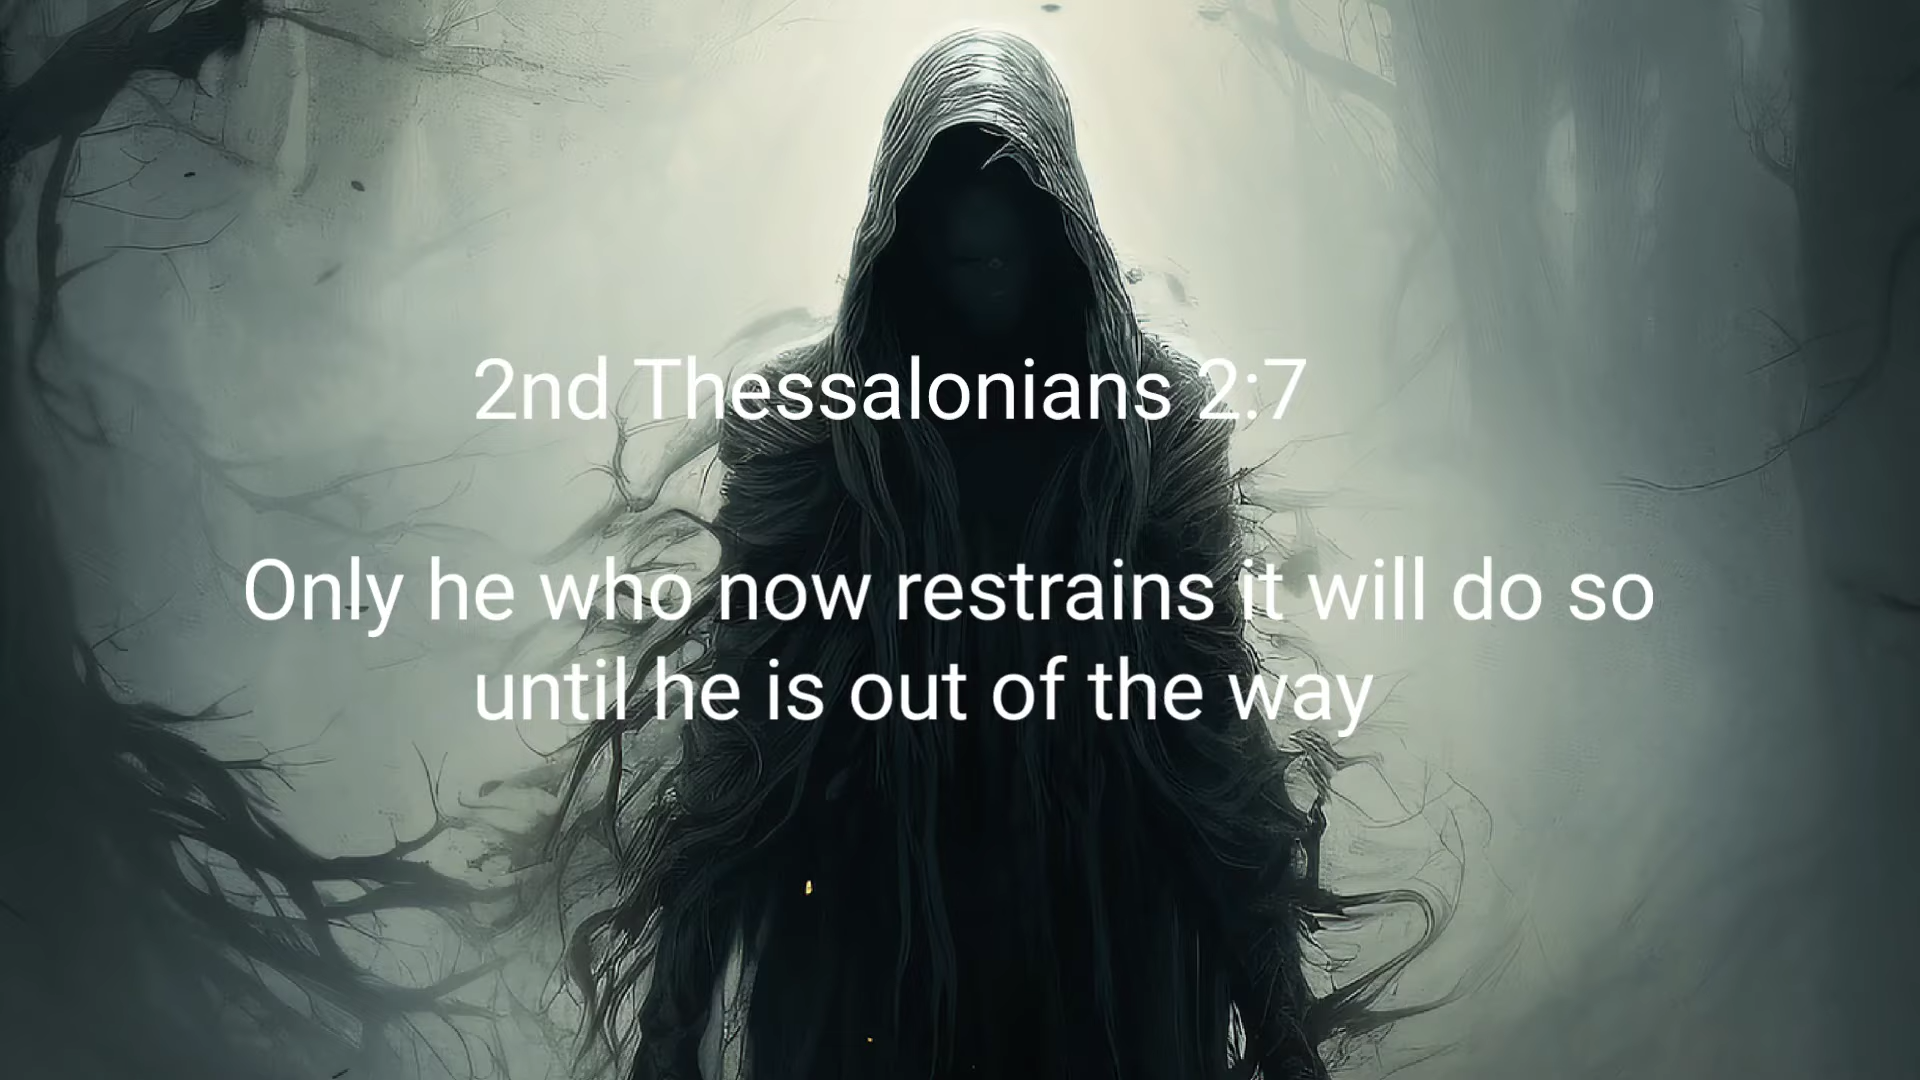 2nd Thessalonians 2:7
Only he who now restrains it will do so
until he is out of the way